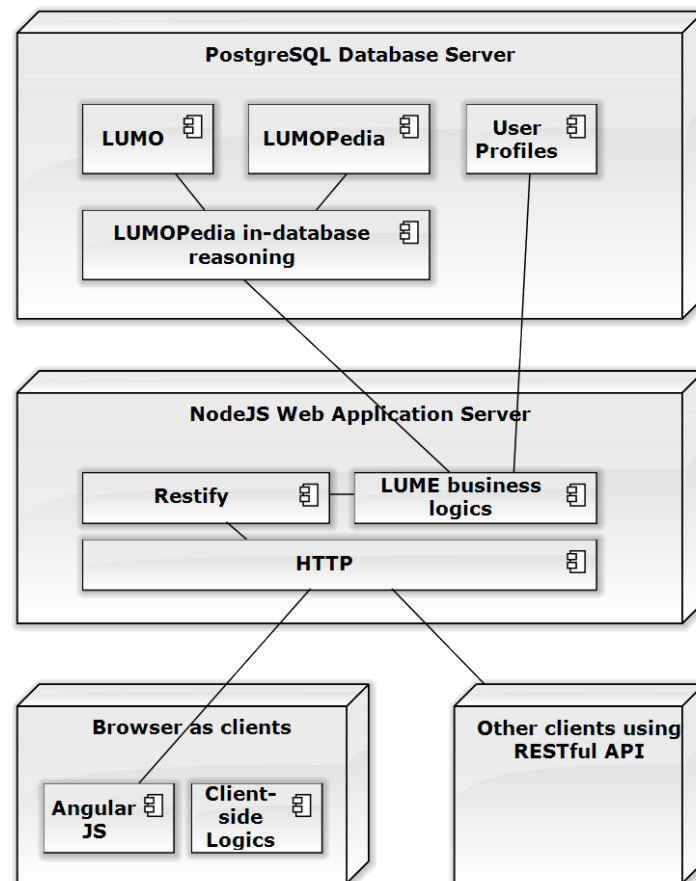 PostgreSQL Database Server
LUMO
LUMOPedia
User
Profiles
LUMOPedia in-database
reasoning
NodeJS Web Application Server
Restify
LUME business
logics
HTTP
Browser as clients
Angular
JS
Client-
side
Logics
Other clients using
RESTful API